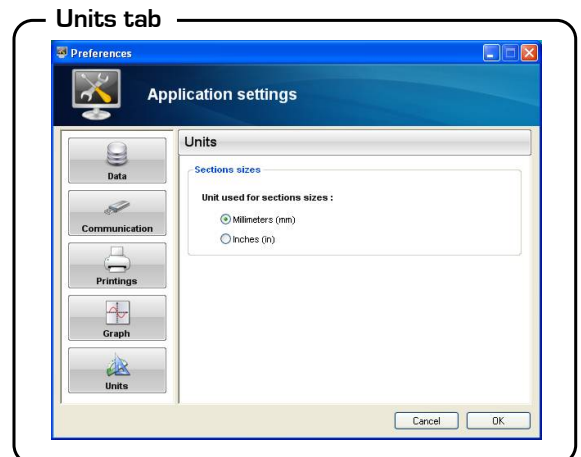 Units tab
Preferences
Application settings
Data
Communication
Printings
Graph
Units
Units
Sections sizes
Unit used for sections sizes :
Millimeters (mm)
Inches (in)
Cancel
OK